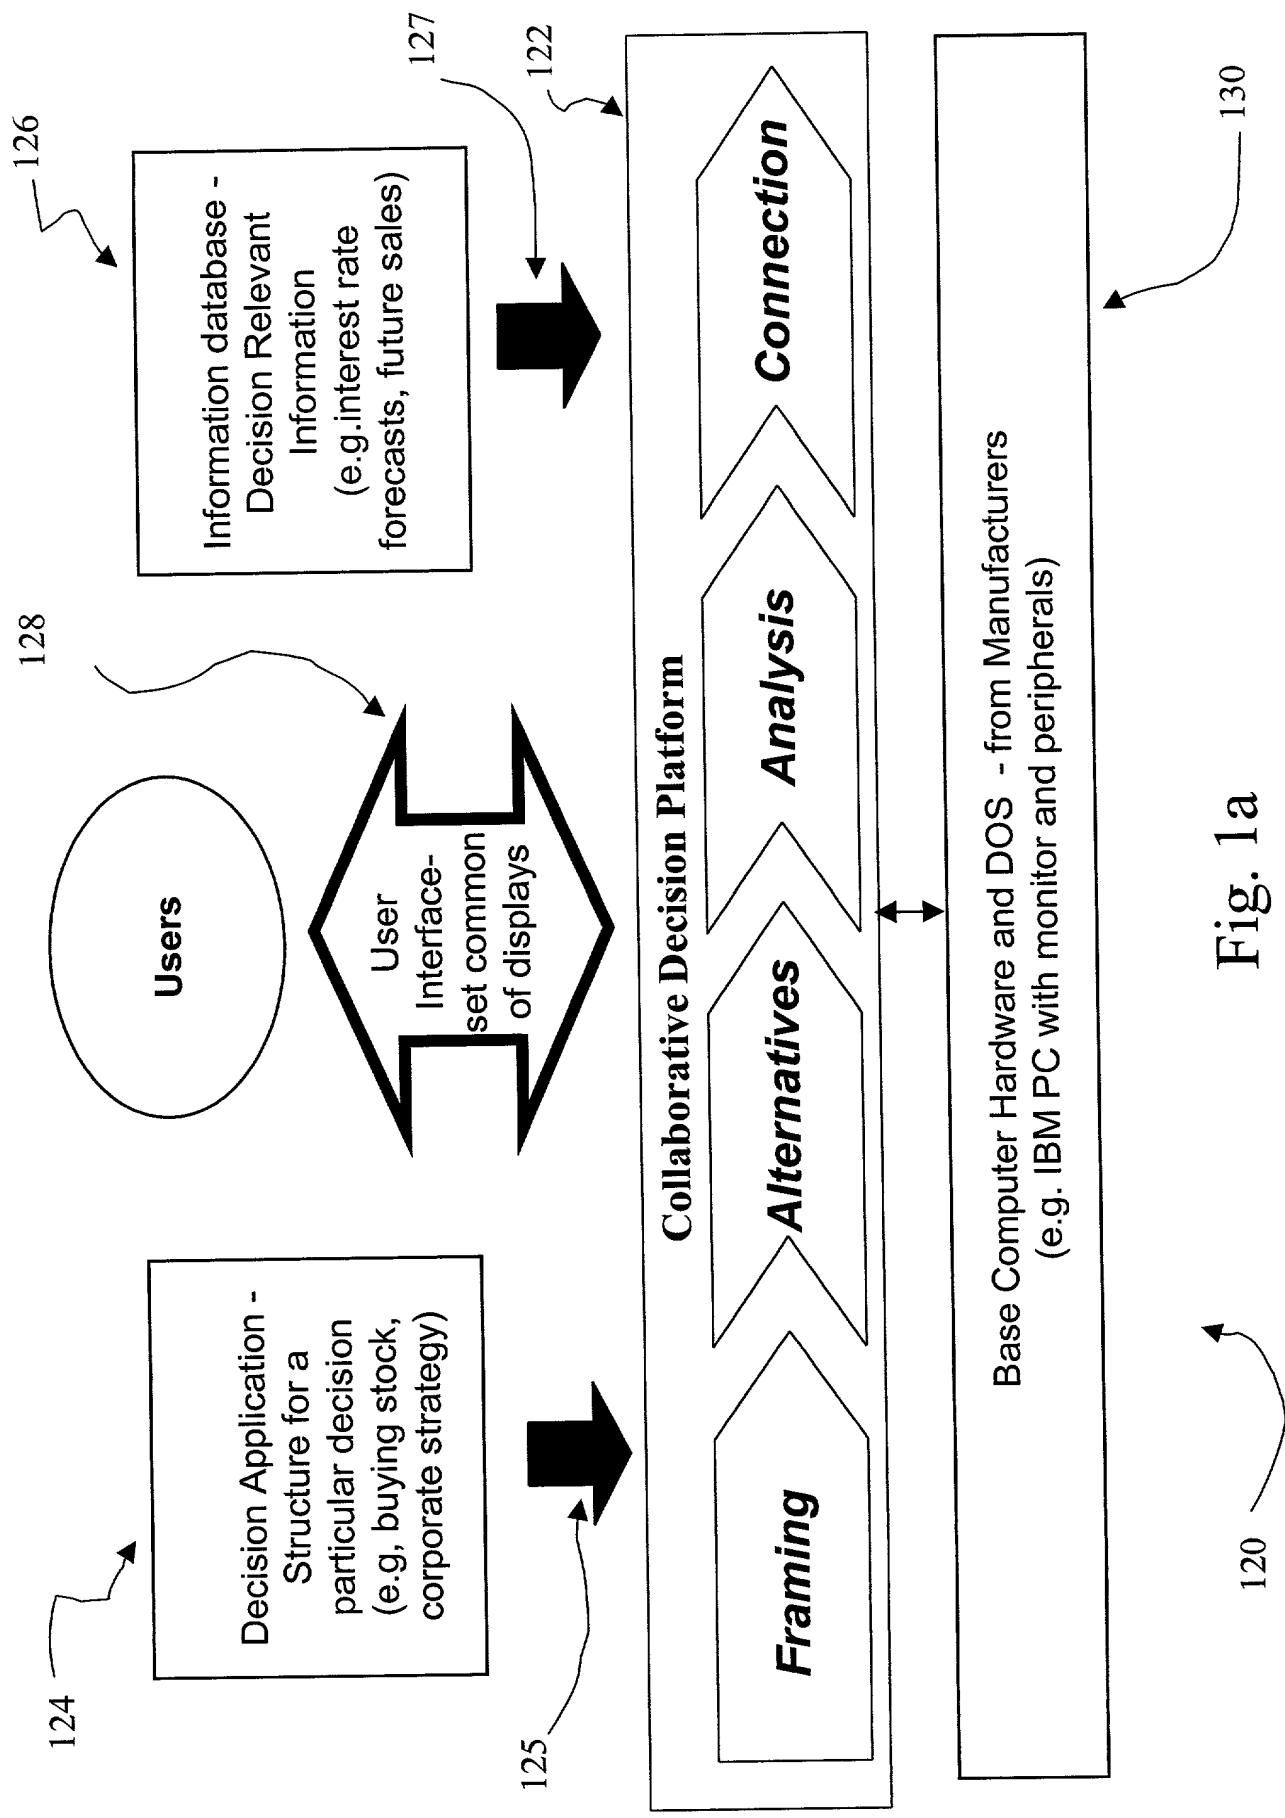 124
Decision Application -
Structure for a
particular decision
(e.g, buying stock,
corporate strategy)
125
Users
User
Interface-
set common
of displays
128
126
Information database -
Decision Relevant
Information
(e.g.interest rate
forecasts, future sales)
127
122
Collaborative Decision Platform
Framing
Alternatives
Analysis
Connection
Base Computer Hardware and DOS - from Manufacturers
(e.g. IBM PC with monitor and peripherals)
130
120
Fig. 1a